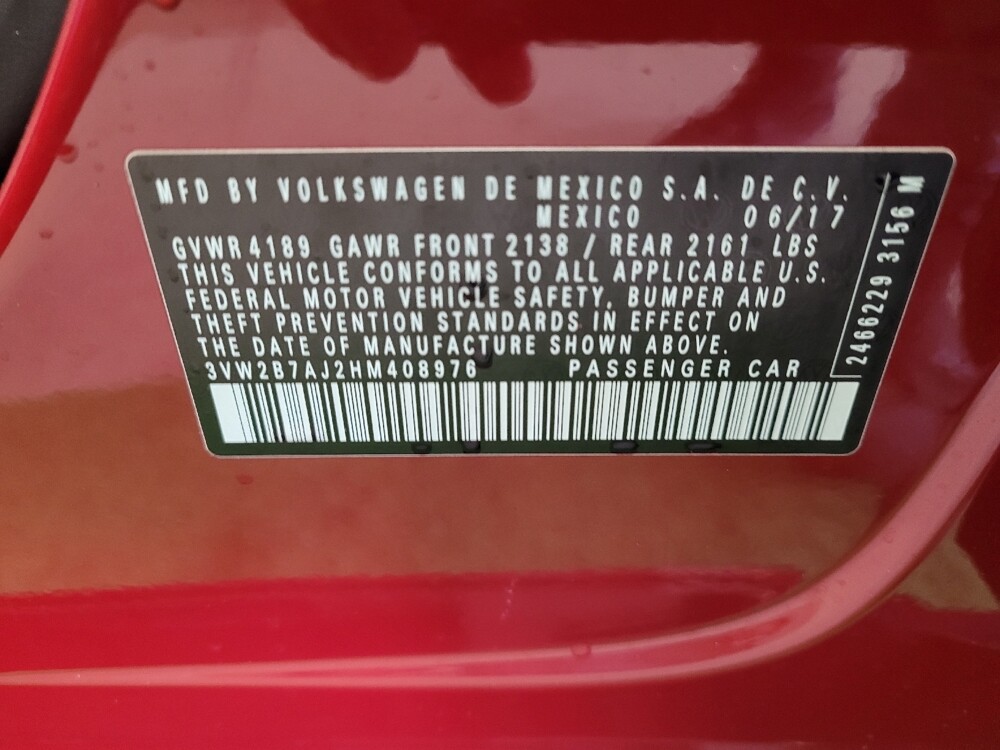 MFD BY VOLKSWAGEN DE MEXICO S.A. DE C.V.
MEXICO 06/17
GVWR 4189 GAWR FRONT 2138 / REAR 2161 LBS
THIS VEHICLE CONFORMS TO ALL APPLICABLE U.S.
FEDERAL MOTOR VEHICLE SAFETY, BUMPER AND
THEFT PREVENTION STANDARDS IN EFFECT ON
THE DATE OF MANUFACTURE SHOWN ABOVE.
3VW2B7AJ2HM408976 PASSENGER CAR
2466229 3156 M